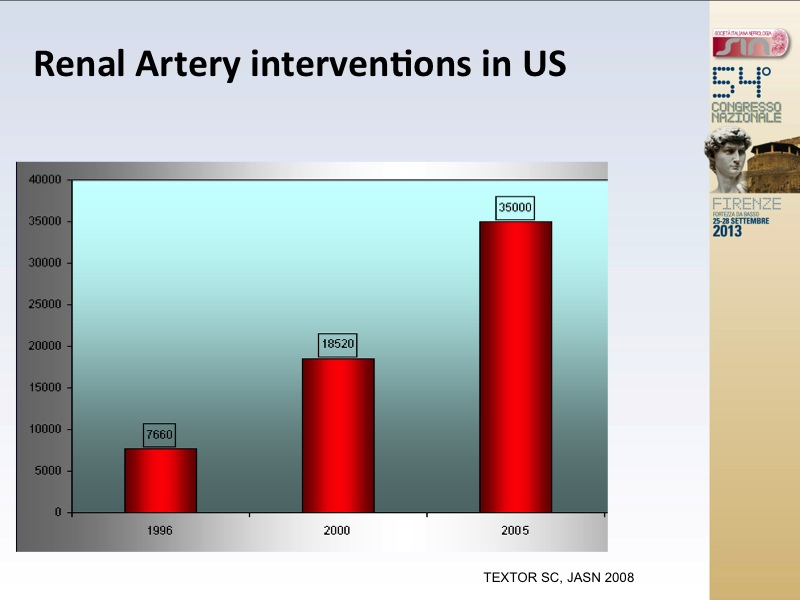 Renal Artery interventions in US
SOCIETÀ ITALIANA NEFROLOGIA
SIN
54°
CONGRESSO
NAZIONALE
FIRENZE
FORTEZZA DA BASSO
25-28 SETTEMBRE
2013
40000
35000
30000
25000
20000
15000
10000
5000
0
7660
18520
35000
1996 2000 2005
TEXTOR SC, JASN 2008